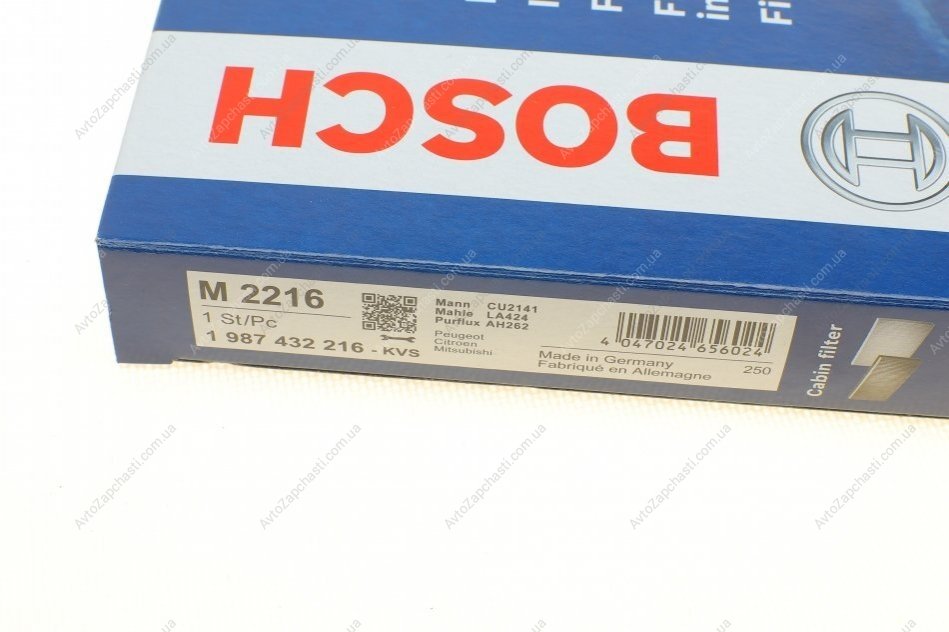 BOSCH
M 2216
1 St/Pc
1 987 432 216 - KVS
Mann CU2141
Mahle LA424
Purflux AH262
Peugeot
Citroen
Mitsubishi
4 047024 656024
Made in Germany
Fabriqué en Allemagne
250
Cabin filter
AvtoZapchasti.com.ua